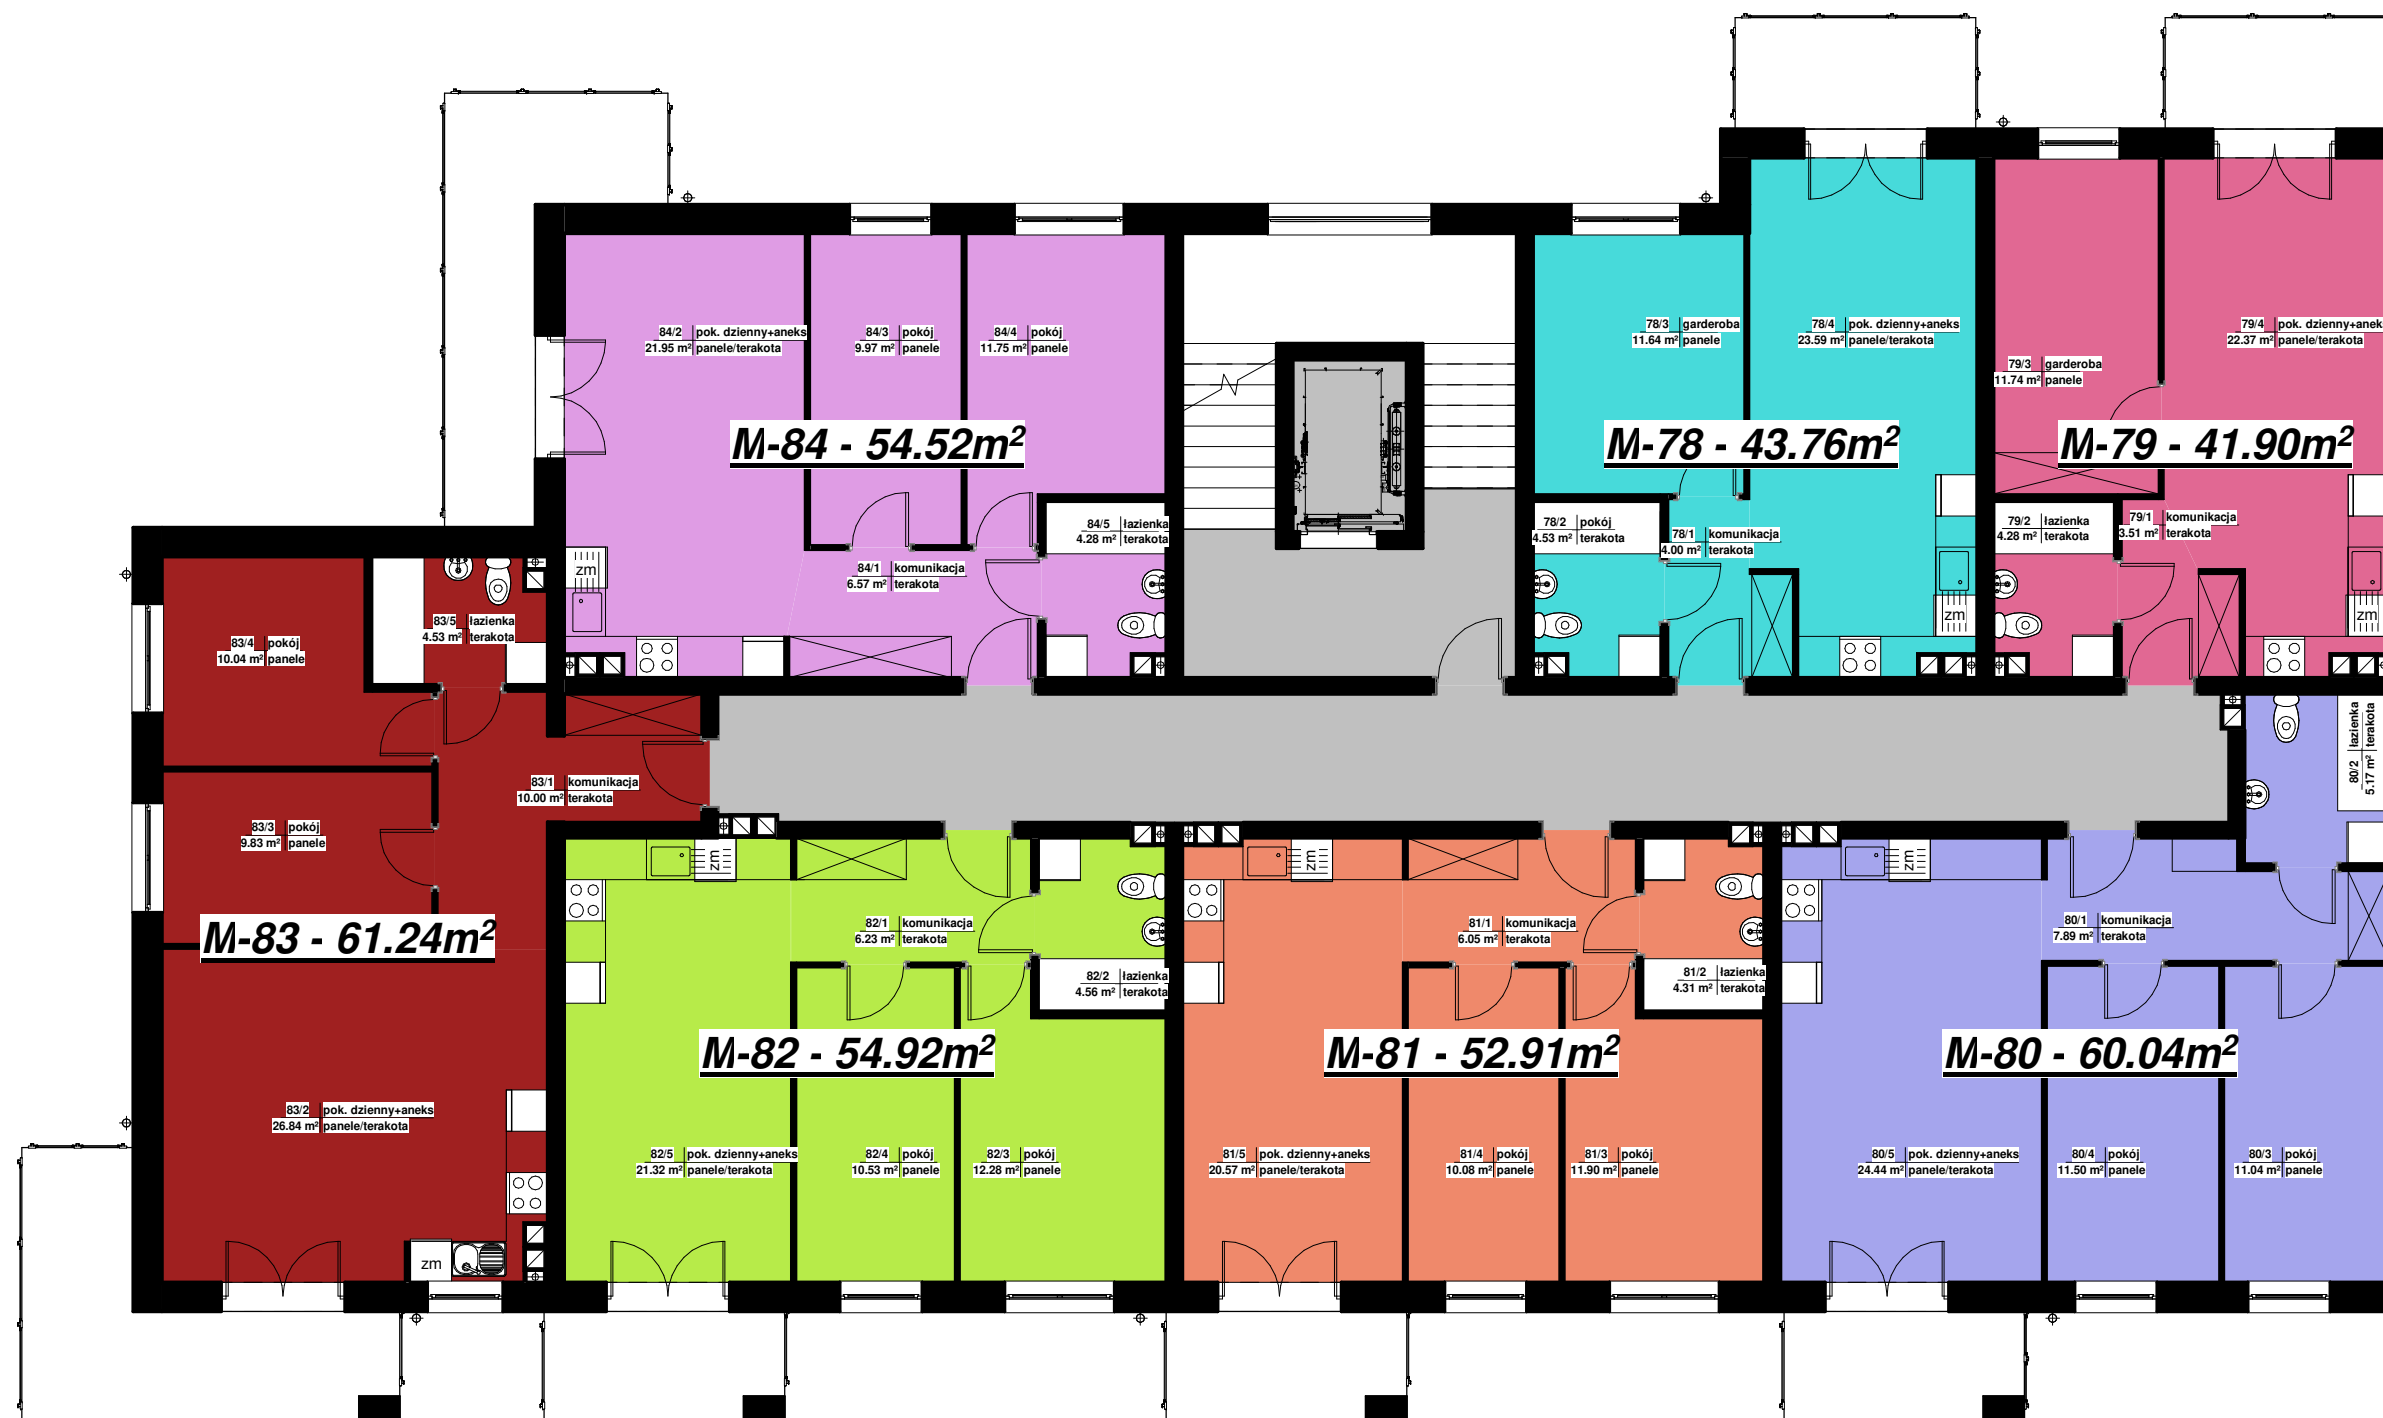 84/2 pok. dzienny+aneks
21.95 m² panele/terakota
84/3 pokój
9.97 m² panele
84/4 pokój
11.75 m² panele
M-84 - 54.52m²
84/5 łazienka
4.28 m² terakota
84/1 komunikacja
6.57 m² terakota
zm
78/3 garderoba
11.64 m² panele
78/4 pok. dzienny+aneks
23.59 m² panele/terakota
M-78 - 43.76m²
78/2 pokój
4.53 m² terakota
78/1 komunikacja
4.00 m² terakota
zm
79/4 pok. dzienny+aneks
22.37 m² panele/terakota
79/3 garderoba
11.74 m² panele
M-79 - 41.90m²
79/2 łazienka
4.28 m² terakota
79/1 komunikacja
3.51 m² terakota
zm
83/5 łazienka
4.53 m² terakota
83/4 pokój
10.04 m² panele
83/1 komunikacja
10.00 m² terakota
83/3 pokój
9.83 m² panele
M-83 - 61.24m²
83/2 pok. dzienny+aneks
26.84 m² panele/terakota
zm
zm
82/1 komunikacja
6.23 m² terakota
82/2 łazienka
4.56 m² terakota
M-82 - 54.92m²
82/5 pok. dzienny+aneks
21.32 m² panele/terakota
82/4 pokój
10.53 m² panele
82/3 pokój
12.28 m² panele
zm
81/1 komunikacja
6.05 m² terakota
81/2 łazienka
4.31 m² terakota
M-81 - 52.91m²
81/5 pok. dzienny+aneks
20.57 m² panele/terakota
81/4 pokój
10.08 m² panele
81/3 pokój
11.90 m² panele
80/2 łazienka
5.17 m² terakota
zm
80/1 komunikacja
7.89 m² terakota
M-80 - 60.04m²
80/5 pok. dzienny+aneks
24.44 m² panele/terakota
80/4 pokój
11.50 m² panele
80/3 pokój
11.04 m² panele